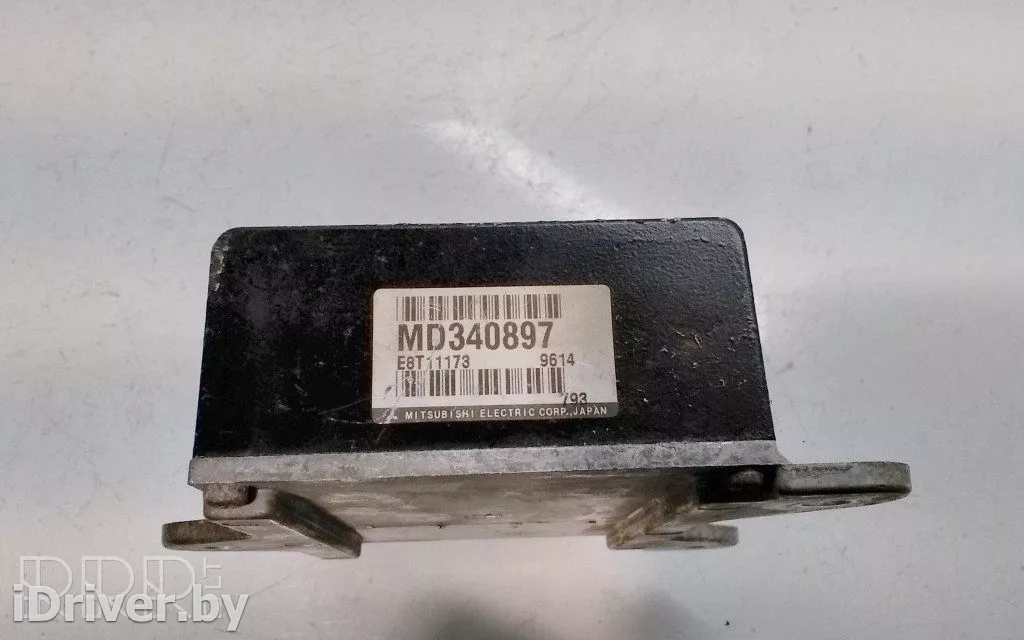 MD340897
E8T11173 9614
793
MITSUBISHI ELECTRIC CORP., JAPAN
iDriver.by